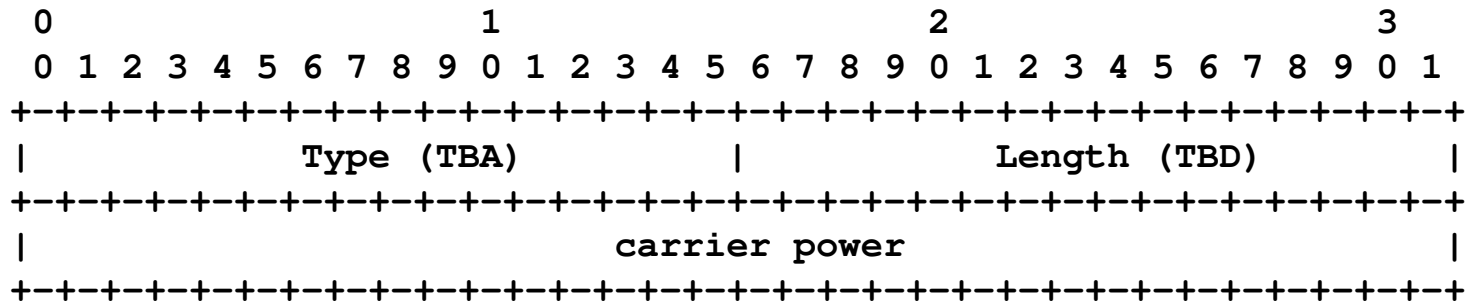 0                   1                   2                   3
 0 1 2 3 4 5 6 7 8 9 0 1 2 3 4 5 6 7 8 9 0 1 2 3 4 5 6 7 8 9 0 1
+-+-+-+-+-+-+-+-+-+-+-+-+-+-+-+-+-+-+-+-+-+-+-+-+-+-+-+-+-+-+-+-+
|            Type (TBA)         |           Length (TBD)        |
+-+-+-+-+-+-+-+-+-+-+-+-+-+-+-+-+-+-+-+-+-+-+-+-+-+-+-+-+-+-+-+-+
|                          carrier power                        |
+-+-+-+-+-+-+-+-+-+-+-+-+-+-+-+-+-+-+-+-+-+-+-+-+-+-+-+-+-+-+-+-+